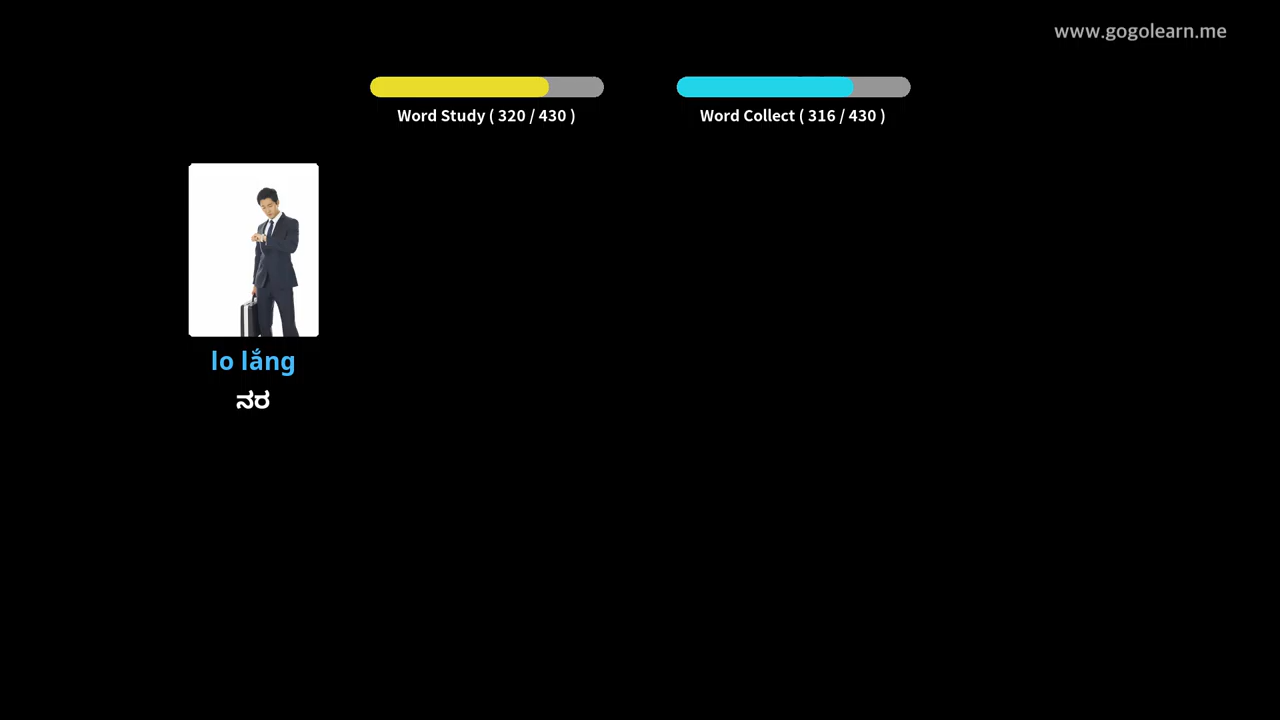 www.gogolearn.me
Word Study ( 320 / 430 )
Word Collect ( 316 / 430 )
lo lắng
ನರ